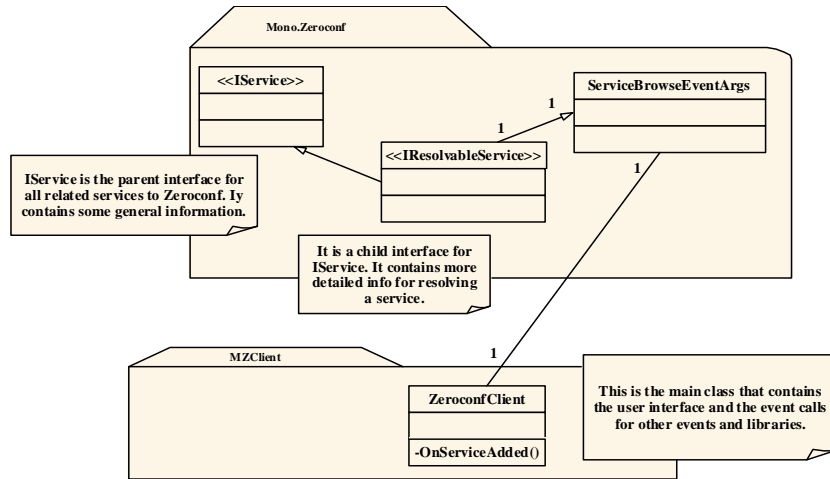 Mono.Zeroconf
<<IService>>
ServiceBrowseEventArgs
1
1
<<IResolvableService>>
1
IService is the parent interface for
all related services to Zeroconf. Iy
contains some general information.
It is a child interface for
IService. It contains more
detailed info for resolving
a service.
MZClient
1
ZeroconfClient
-OnServiceAdded()
This is the main class that contains
the user interface and the event calls
for other events and libraries.